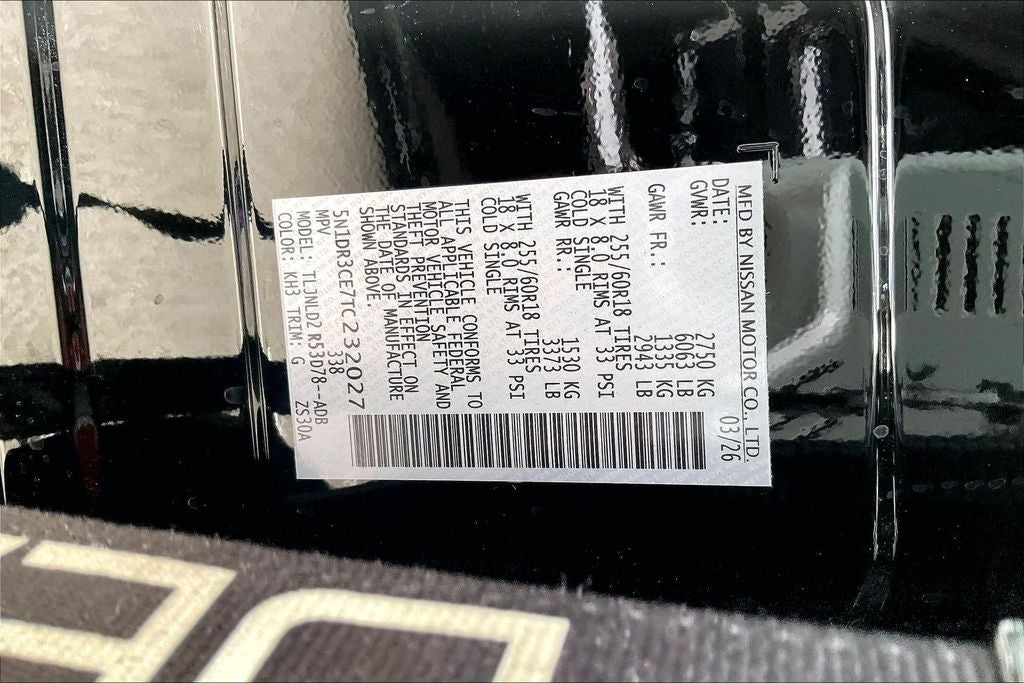 MFD BY NISSAN MOTOR CO., LTD.
DATE: 03/26
GVWR: 2750 KG
6063 LB
GAWR FR.: 1335 KG
2943 LB
WITH 255/60R18 TIRES
18 X 8.0 RIMS AT 33 PSI
COLD SINGLE
GAWR RR.: 1530 KG
3373 LB
WITH 255/60R18 TIRES
18 X 8.0 RIMS AT 33 PSI
COLD SINGLE
THIS VEHICLE CONFORMS TO
ALL APPLICABLE FEDERAL
MOTOR VEHICLE SAFETY AND
THEFT PREVENTION
STANDARDS IN EFFECT ON
THE DATE OF MANUFACTURE
SHOWN ABOVE.
5N1DR3CE7TC232027
MPV 338
MODEL: TLJNLD2 R53D78--ADB
COLOR: KH3 TRIM: G ZS30A